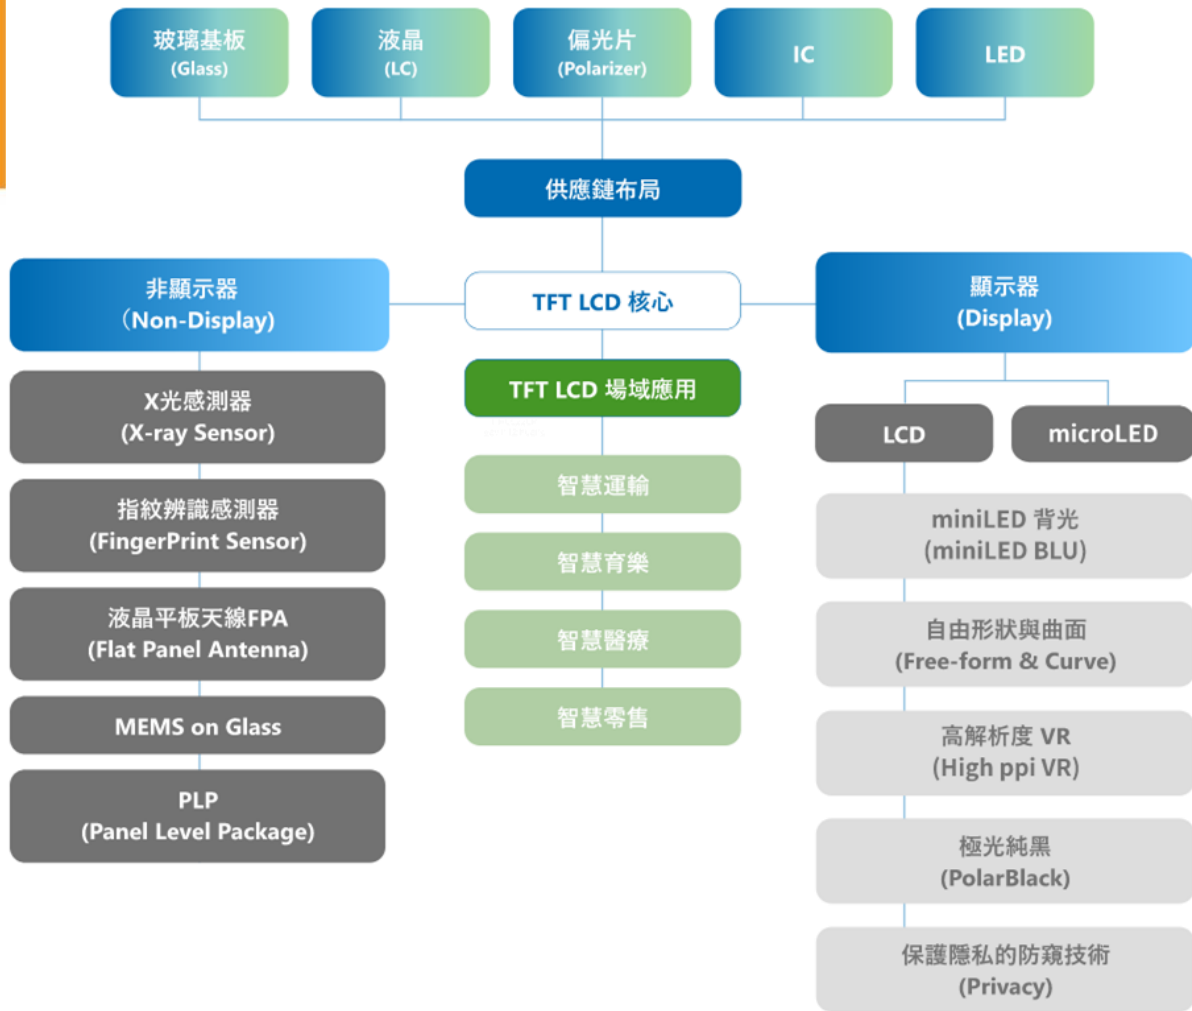 玻璃基板
(Glass)
液晶
(LC)
偏光片
(Polarizer)
IC
LED
供應鏈布局
非顯示器
（Non-Display)
TFT LCD 核心
顯示器
(Display)
X光感測器
(X-ray Sensor)
指紋辨識感測器
(FingerPrint Sensor)
液晶平板天線FPA
(Flat Panel Antenna)
MEMS on Glass
PLP
(Panel Level Package)
TFT LCD 場域應用
智慧運輸
智慧育樂
智慧醫療
智慧零售
LCD
microLED
miniLED 背光
(miniLED BLU)
自由形狀與曲面
(Free-form & Curve)
高解析度 VR
(High ppi VR)
極光純黑
(PolarBlack)
保護隱私的防窺技術
(Privacy)